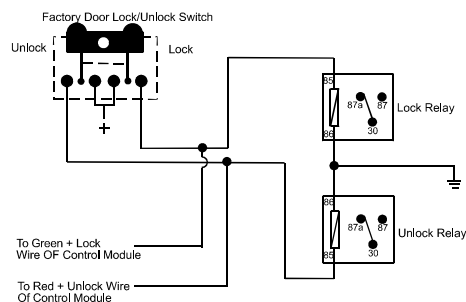 Factory Door Lock/Unlock Switch
Unlock
Lock
+
85
87a
87
30
86
Lock Relay
86
87a
87
30
85
Unlock Relay
To Green + Lock
Wire OF Control Module
To Red + Unlock Wire
Of Control Module